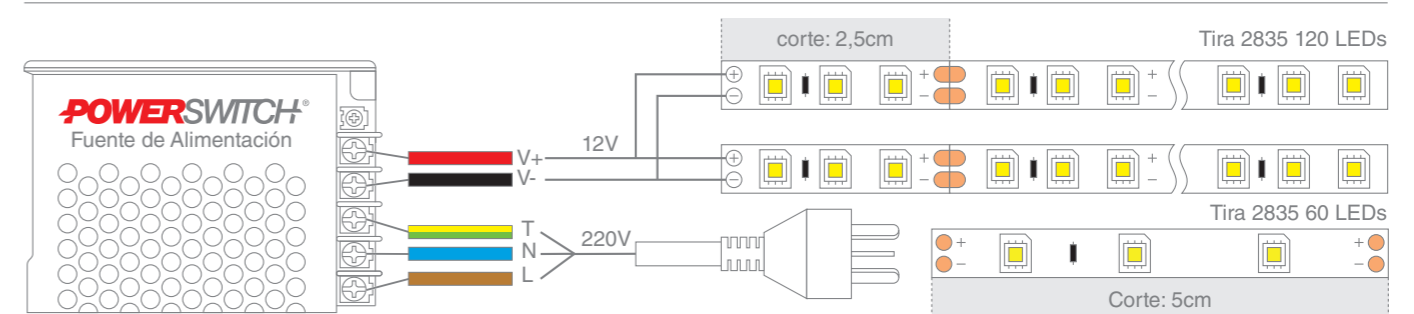 POWERSWITCH®
Fuente de Alimentación
V+
V-
12V
T
N
L
220V
corte: 2,5cm
Tira 2835 120 LEDs
+
−
+
−
+
−
+
−
+
−
+
−
Tira 2835 60 LEDs
+
−
+
−
Corte: 5cm